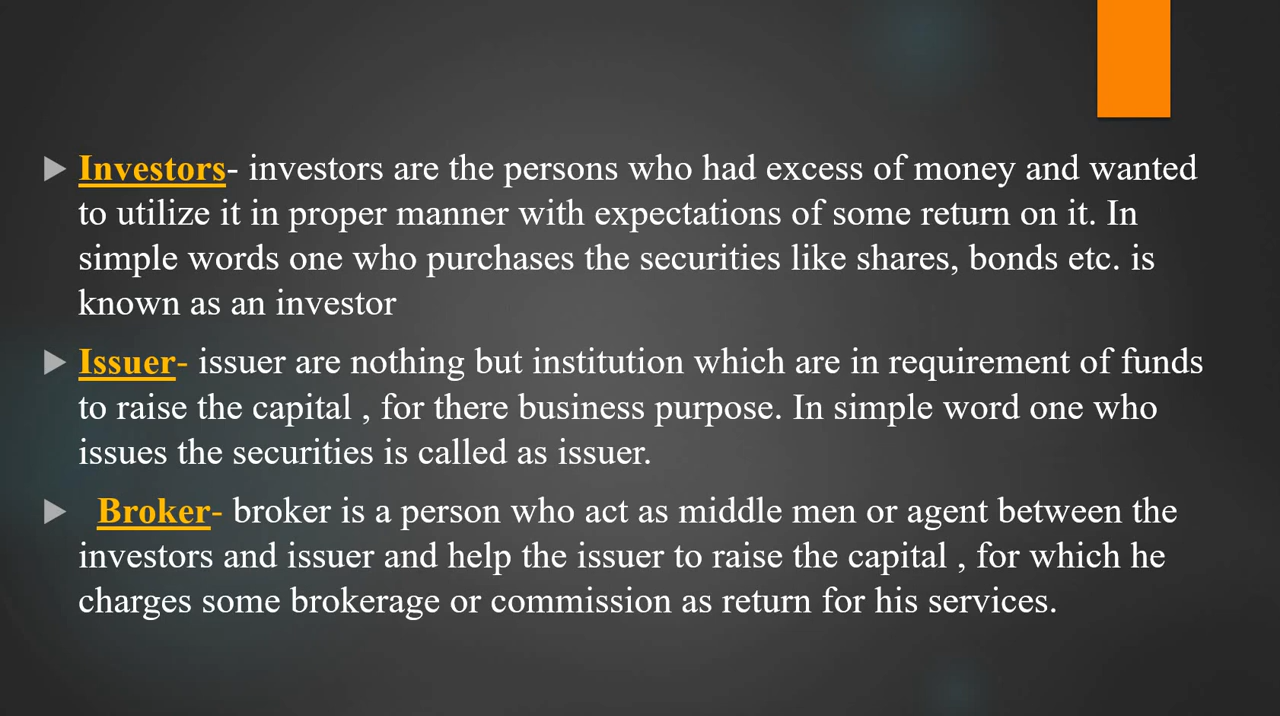 Investors- investors are the persons who had excess of money and wanted
to utilize it in proper manner with expectations of some return on it. In
simple words one who purchases the securities like shares, bonds etc. is
known as an investor
Issuer- issuer are nothing but institution which are in requirement of funds
to raise the capital , for there business purpose. In simple word one who
issues the securities is called as issuer.
Broker- broker is a person who act as middle men or agent between the
investors and issuer and help the issuer to raise the capital , for which he
charges some brokerage or commission as return for his services.